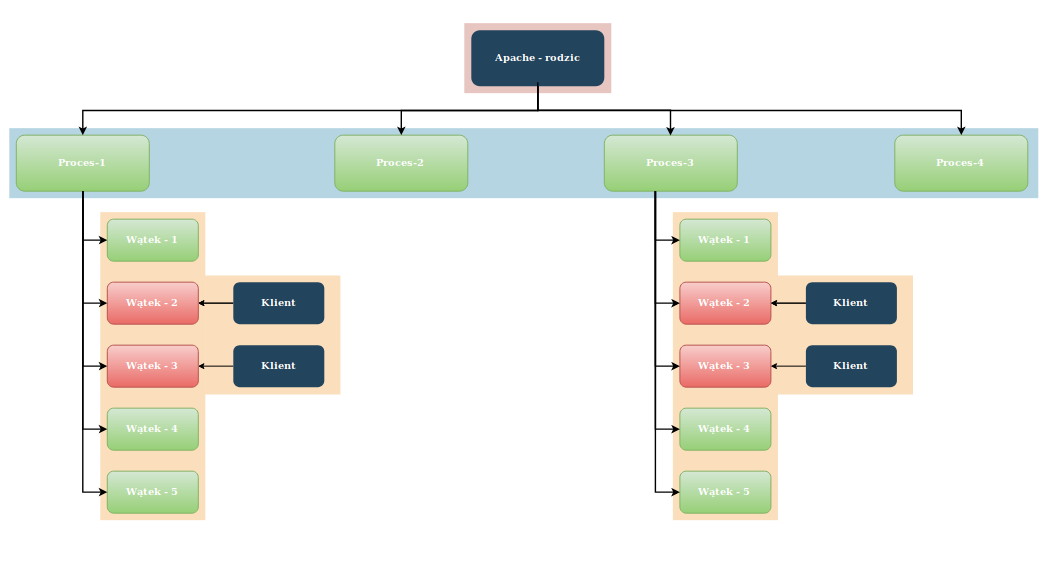 Apache - rodzic
Proces-1
Proces-2
Proces-3
Proces-4
Wątek - 1
Wątek - 1
Wątek - 2
Klient
Wątek - 2
Klient
Wątek - 3
Klient
Wątek - 3
Klient
Wątek - 4
Wątek - 4
Wątek - 5
Wątek - 5